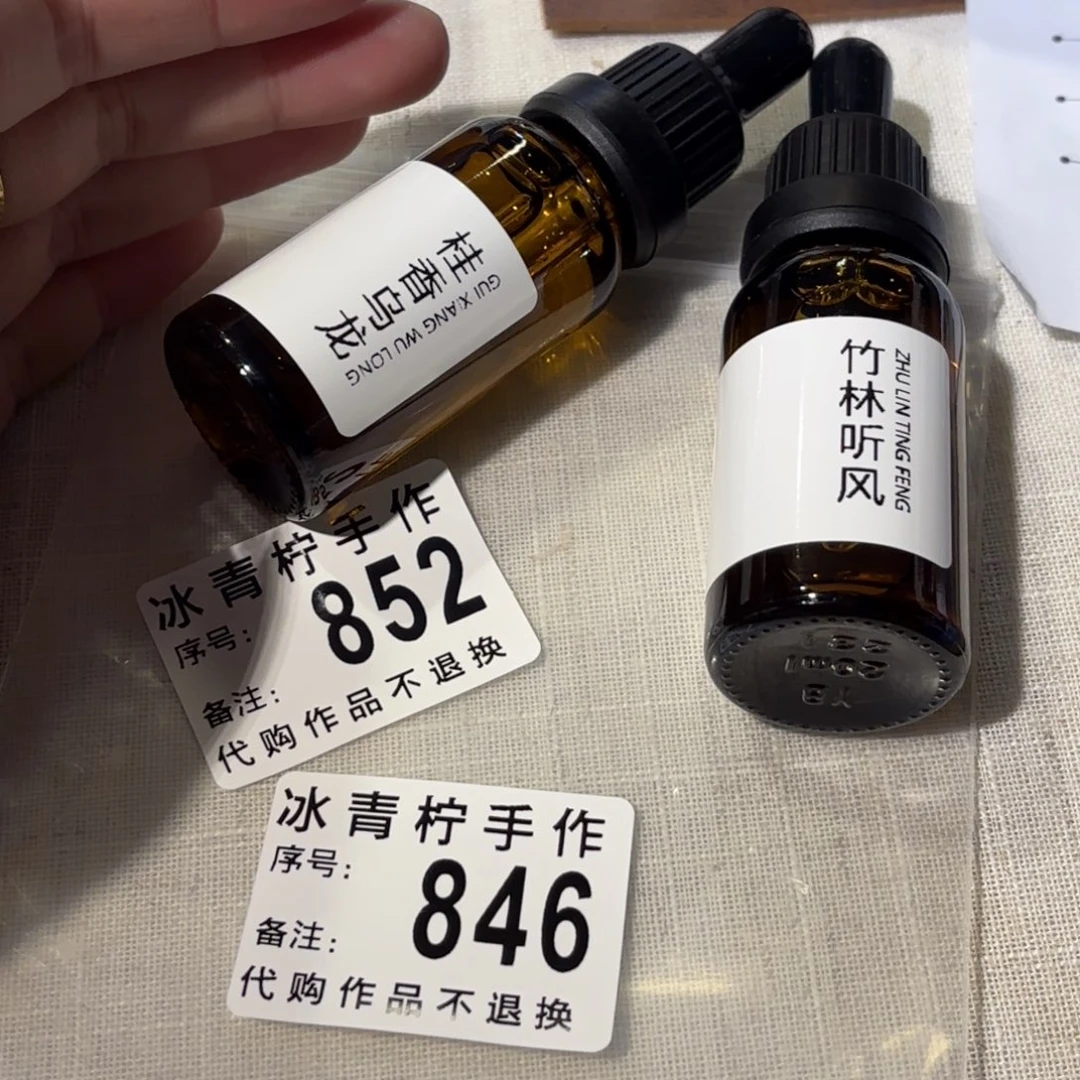 桂香乌龙
GUI XIANG WU LONG
竹林听风
ZHU LIN TING FENG
20ml
冰青柠手作
序号:
852
备注:
代购作品不退换
冰青柠手作
序号:
846
备注:
代购作品不退换